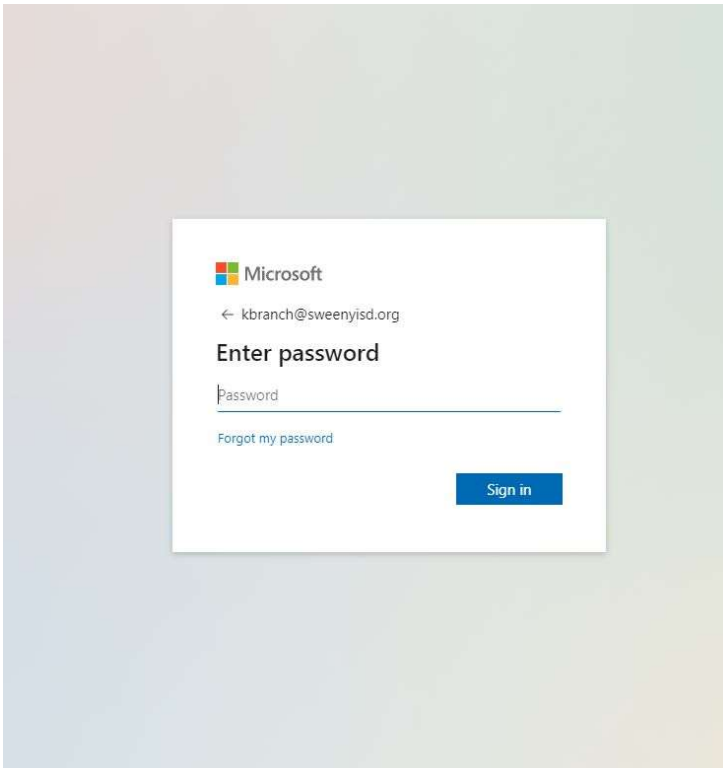 Microsoft
← kbranch@sweenyisd.org
Enter password
Password
Forgot my password
Sign in